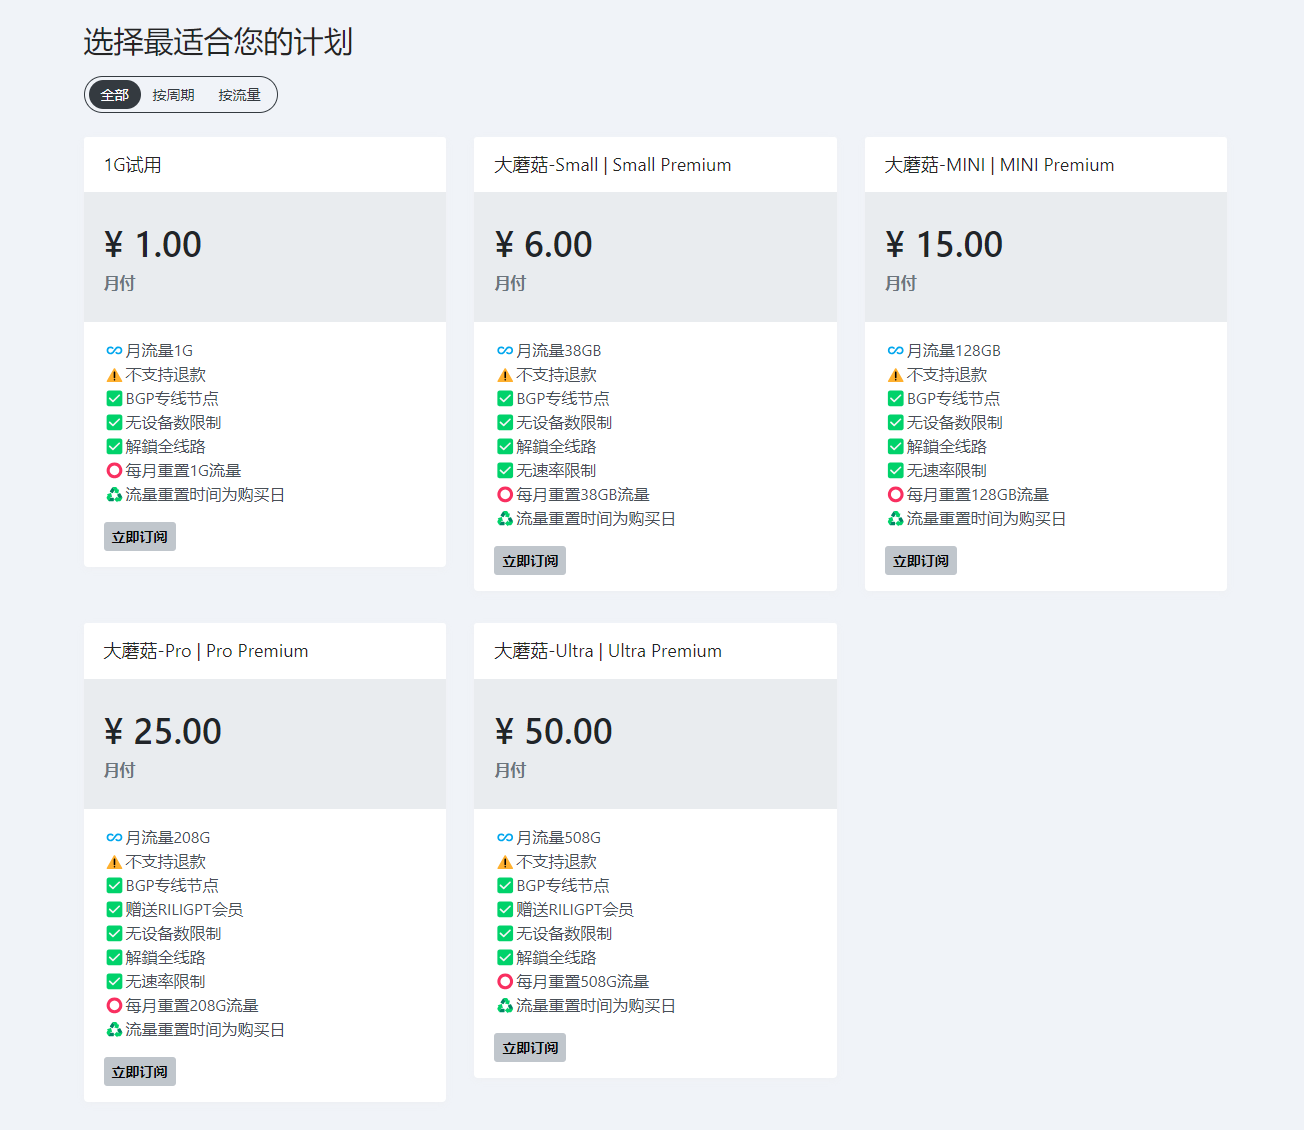 选择最适合您的计划
全部 按周期 按流量
1G试用
¥ 1.00
月付
月流量1G
不支持退款
BGP专线节点
无设备数限制
解鎖全线路
每月重置1G流量
流量重置时间为购买日
立即订阅
大蘑菇-Small | Small Premium
¥ 6.00
月付
月流量38GB
不支持退款
BGP专线节点
无设备数限制
解鎖全线路
无速率限制
每月重置38GB流量
流量重置时间为购买日
立即订阅
大蘑菇-MINI | MINI Premium
¥ 15.00
月付
月流量128GB
不支持退款
BGP专线节点
无设备数限制
解鎖全线路
无速率限制
每月重置128GB流量
流量重置时间为购买日
立即订阅
大蘑菇-Pro | Pro Premium
¥ 25.00
月付
月流量208G
不支持退款
BGP专线节点
赠送RILIGPT会员
无设备数限制
解鎖全线路
无速率限制
每月重置208G流量
流量重置时间为购买日
立即订阅
大蘑菇-Ultra | Ultra Premium
¥ 50.00
月付
月流量508G
不支持退款
BGP专线节点
赠送RILIGPT会员
无设备数限制
解鎖全线路
每月重置508G流量
流量重置时间为购买日
立即订阅